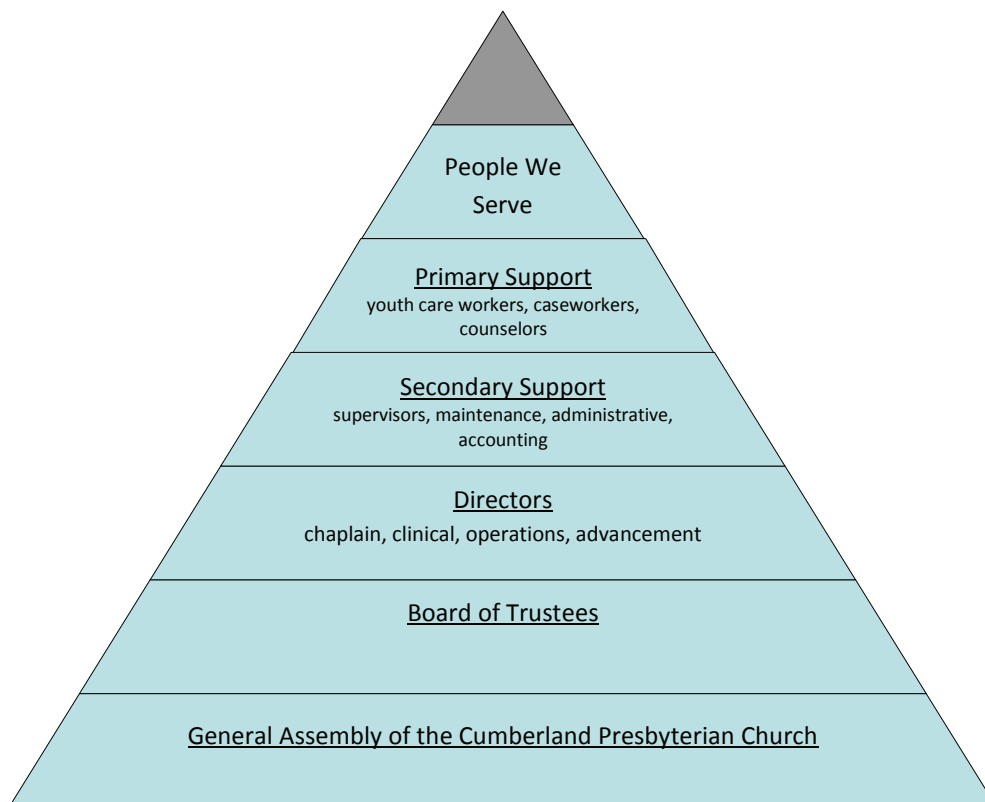 People We
Serve
Primary Support
youth care workers, caseworkers,
counselors
Secondary Support
supervisors, maintenance, administrative,
accounting
Directors
chaplain, clinical, operations, advancement
Board of Trustees
General Assembly of the Cumberland Presbyterian Church